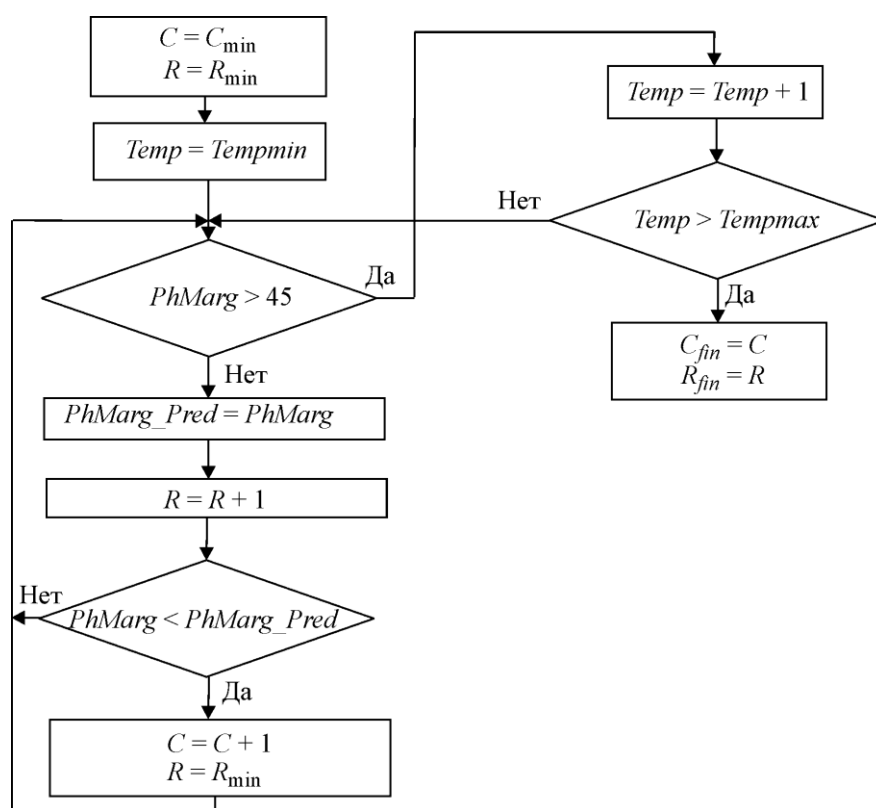 C = Cmin
R = Rmin
Temp = Tempmin
PhMarg > 45
Да
Нет
PhMarg_Pred = PhMarg
R = R + 1
PhMarg < PhMarg_Pred
Нет
Да
C = C + 1
R = Rmin
Temp = Temp + 1
Temp > Tempmax
Нет
Да
Cfin = C
Rfin = R